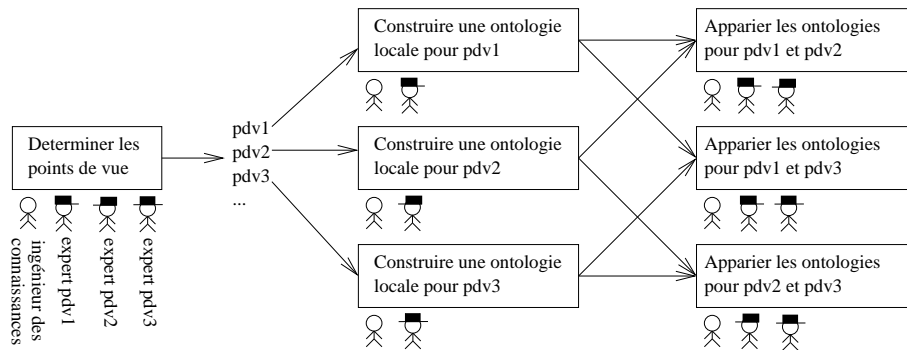 Determiner les
points de vue
ingénieur des
connaissances
expert pdv1
expert pdv2
expert pdv3
pdv1
pdv2
pdv3
...
Construire une ontologie
locale pour pdv1
Construire une ontologie
locale pour pdv2
Construire une ontologie
locale pour pdv3
Apparier les ontologies
pour pdv1 et pdv2
Apparier les ontologies
pour pdv1 et pdv3
Apparier les ontologies
pour pdv2 et pdv3